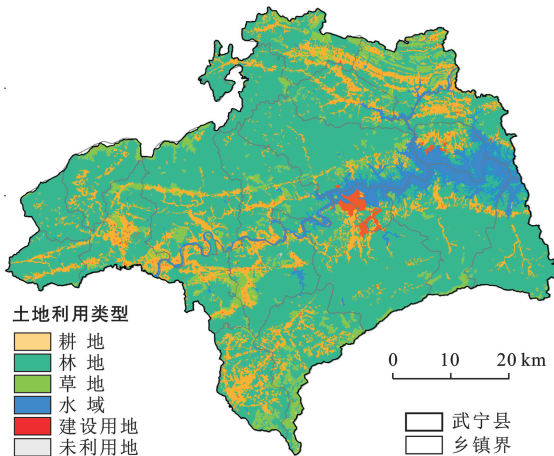 土地利用类型
耕地
林地
草地
水域
建设用地
未利用地
0 10 20 km
武宁县
乡镇界